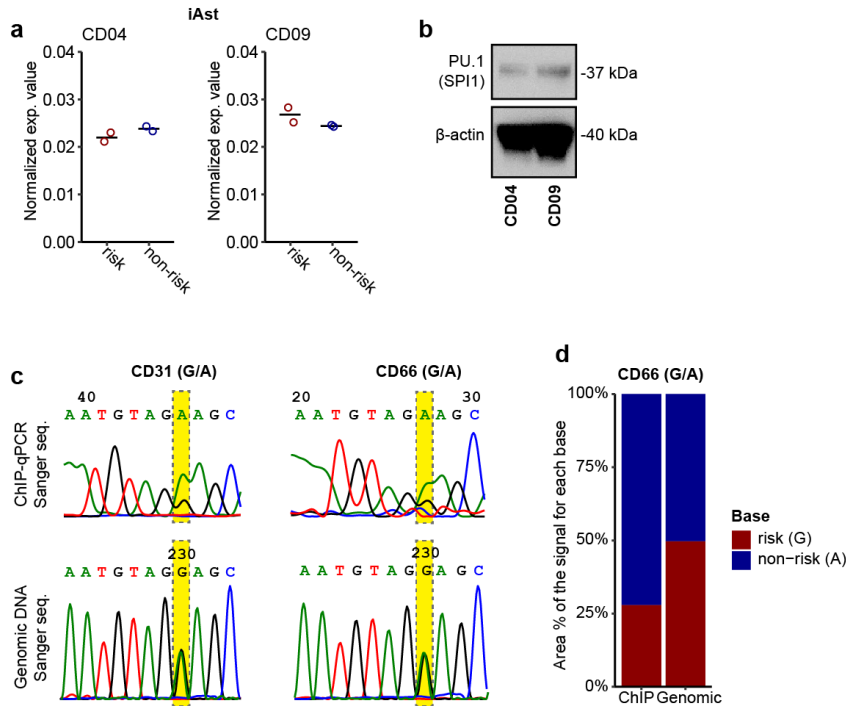 iAst
a
CD04
Normalized exp. value
0.04
0.03
0.02
0.01
0.00
risk
non-risk
CD09
Normalized exp. value
0.04
0.03
0.02
0.01
0.00
risk
non-risk
b
PU.1
(SPI1)
-37 kDa
β-actin
-40 kDa
CD04
CD09
c
CD31 (G/A)
CD66 (G/A)
ChIP-qPCR
Sanger seq.
40
A A T G T A G A A G C
20 30
A A T G T A G A A G C
Genomic DNA
Sanger seq.
230
A A T G T A G G A G C
230
A A T G T A G G A G C
d
CD66 (G/A)
Area % of the signal for each base
100%
75%
50%
25%
0%
ChIP Genomic
Base
risk (G)
non−risk (A)